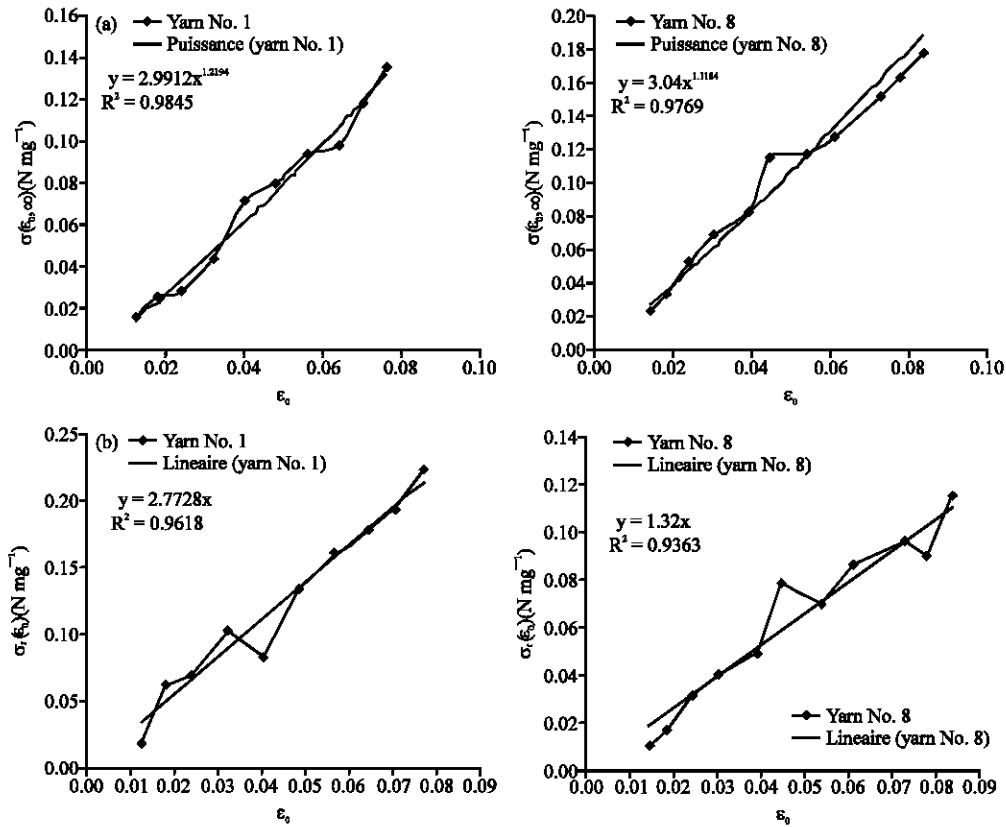 (a)
Yarn No. 1
Puissance (yarn No. 1)
y = 2.9912x^1.2194
R² = 0.9845
σ(ε₀,∞)(N mg⁻¹)
0.16
0.14
0.12
0.10
0.08
0.06
0.04
0.02
0.00
0.00 0.02 0.04 0.06 0.08 0.10
ε₀
Yarn No. 8
Puissance (yarn No. 8)
y = 3.04x^1.1184
R² = 0.9769
σ(ε₀,∞)(N mg⁻¹)
0.20
0.18
0.16
0.14
0.12
0.10
0.08
0.06
0.04
0.02
0.00
0.00 0.02 0.04 0.06 0.08 0.10
ε₀
(b)
Yarn No. 1
Lineaire (yarn No. 1)
y = 2.7728x
R² = 0.9618
σᵣ(ε₀)(N mg⁻¹)
0.25
0.20
0.15
0.10
0.05
0.00
0.00 0.01 0.02 0.03 0.04 0.05 0.06 0.07 0.08 0.09
ε₀
Yarn No. 8
Lineaire (yarn No. 8)
y = 1.32x
R² = 0.9363
σᵣ(ε₀)(N mg⁻¹)
0.14
0.12
0.10
0.08
0.06
0.04
0.02
0.00
Yarn No. 8
Lineaire (yarn No. 8)
0.00 0.01 0.02 0.03 0.04 0.05 0.06 0.07 0.08 0.09
ε₀